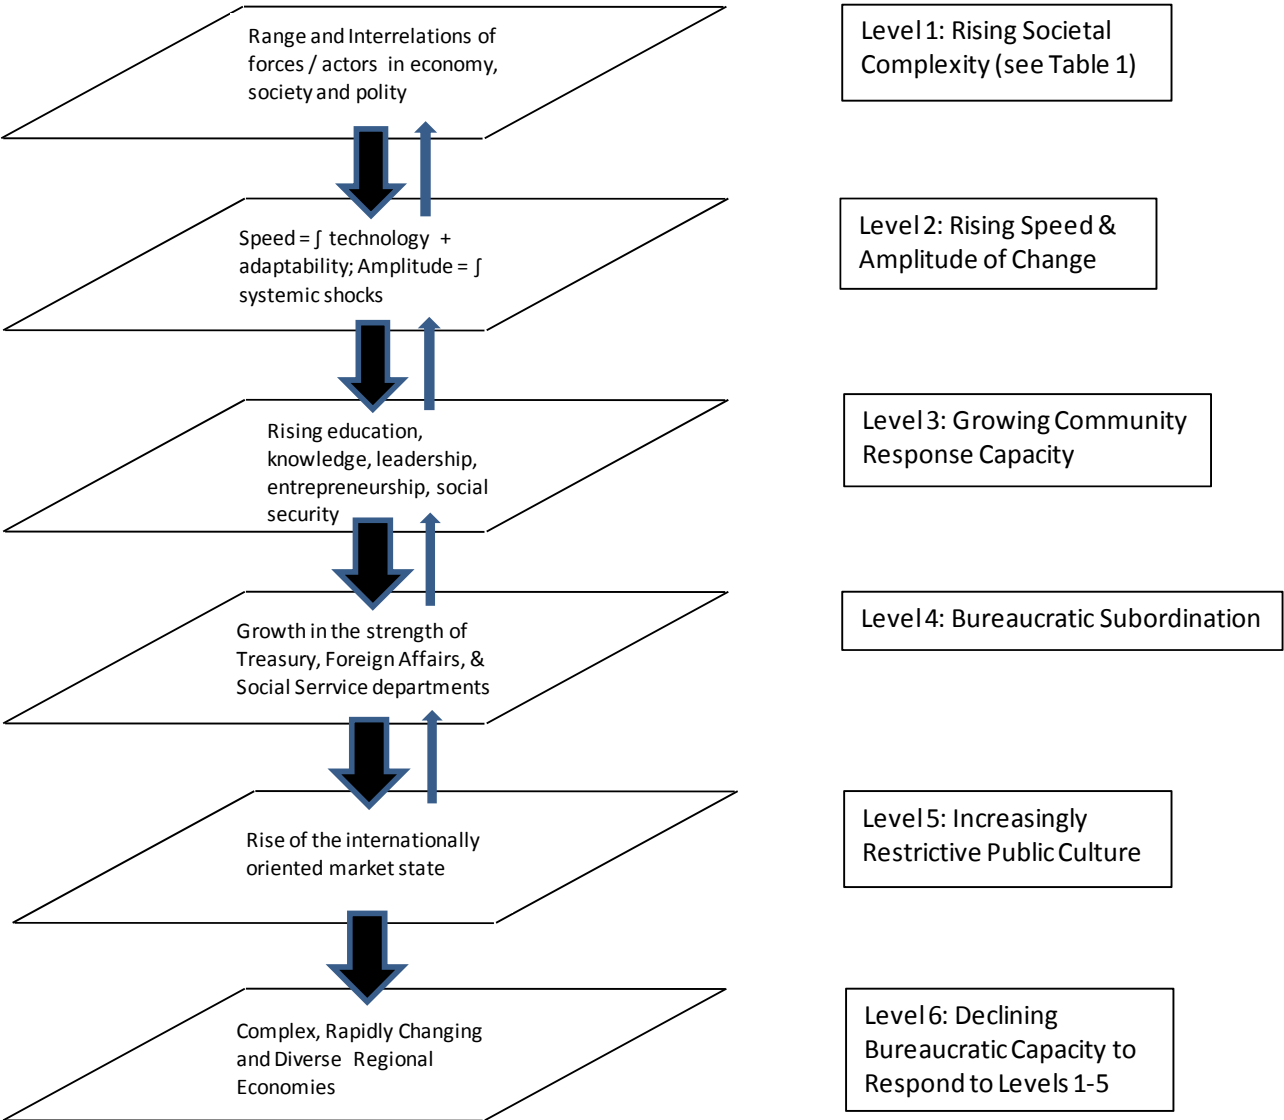 Range and Interrelations of
forces / actors in economy,
society and polity
Level 1: Rising Societal
Complexity (see Table 1)
Speed = ∫ technology +
adaptability; Amplitude = ∫
systemic shocks
Level 2: Rising Speed &
Amplitude of Change
Rising education,
knowledge, leadership,
entrepreneurship, social
security
Level 3: Growing Community
Response Capacity
Growth in the strength of
Treasury, Foreign Affairs, &
Social Serrvice departments
Level 4: Bureaucratic Subordination
Rise of the internationally
oriented market state
Level 5: Increasingly
Restrictive Public Culture
Complex, Rapidly Changing
and Diverse Regional
Economies
Level 6: Declining
Bureaucratic Capacity to
Respond to Levels 1-5